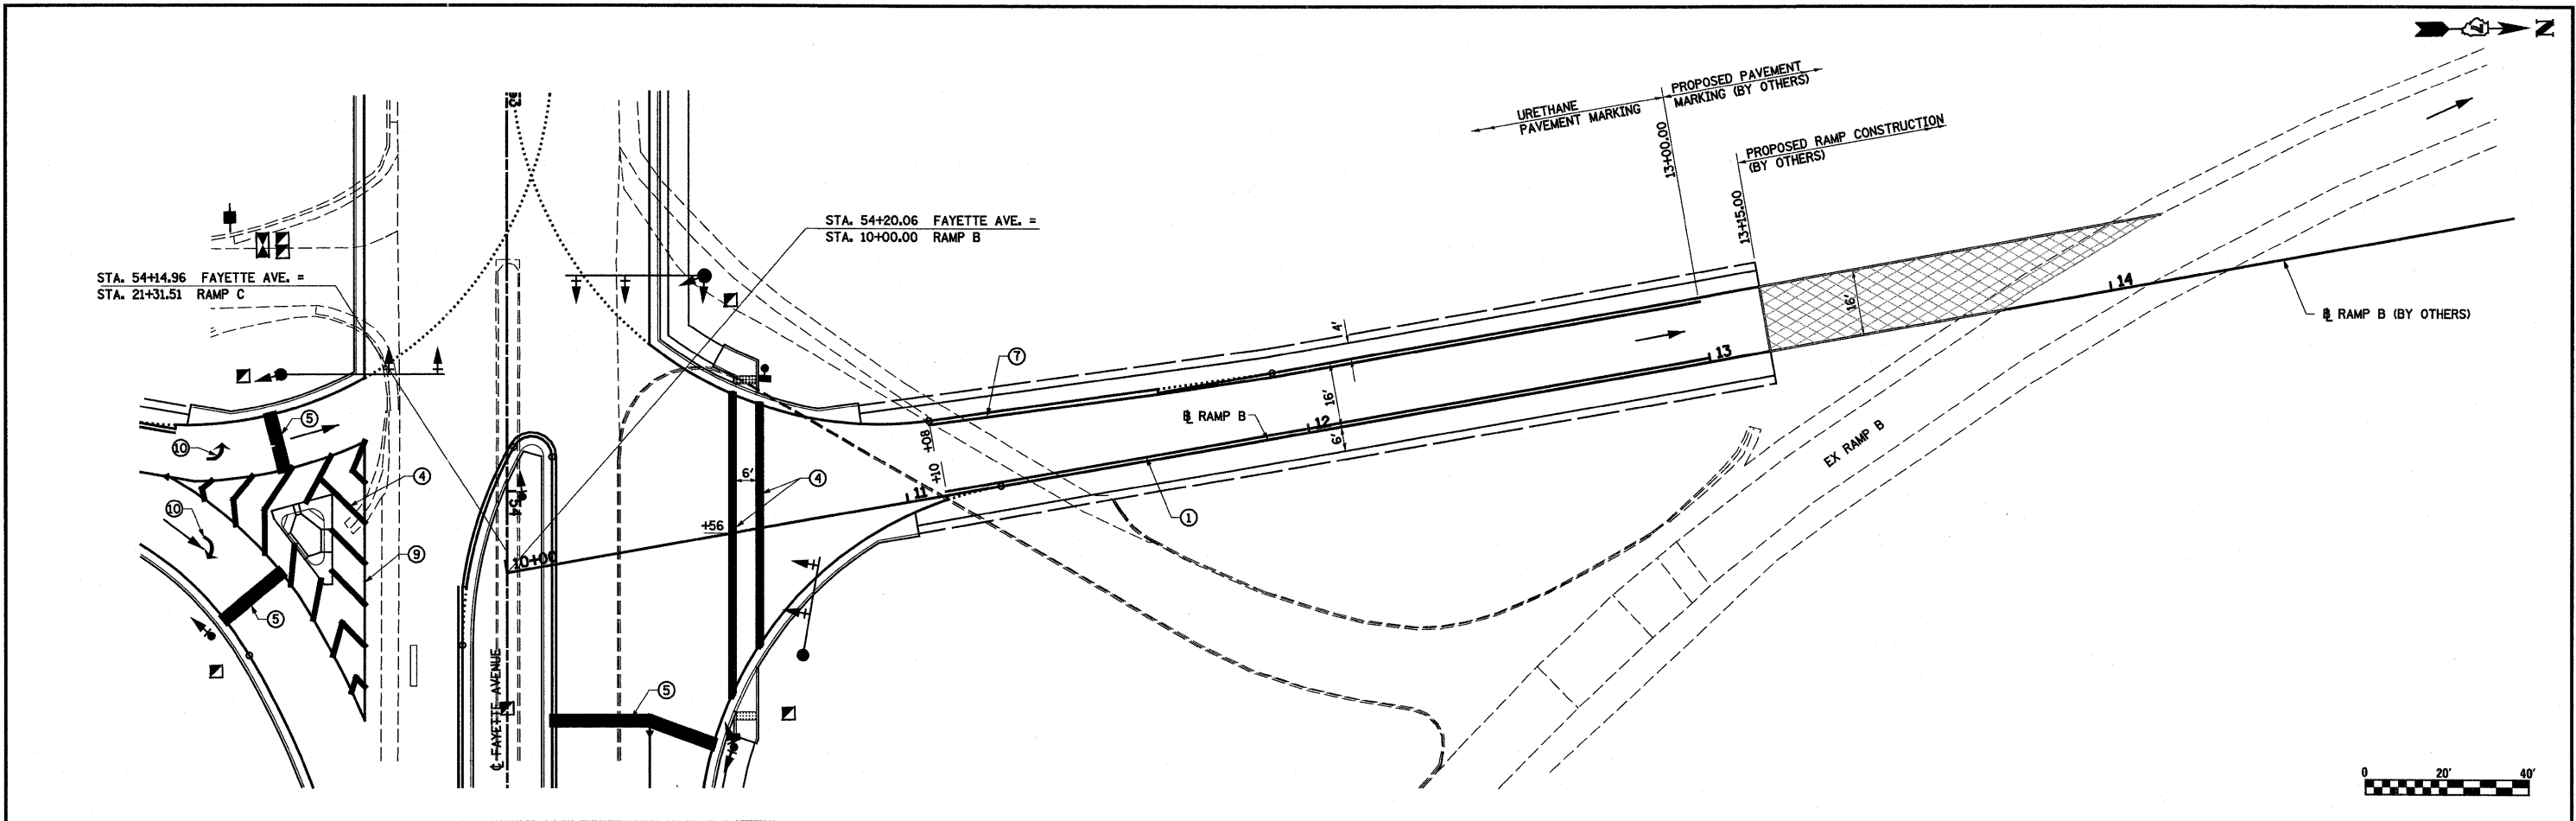 N
URETHANE
PAVEMENT MARKING
PROPOSED PAVEMENT
MARKING (BY OTHERS)
13+00.00
PROPOSED RAMP CONSTRUCTION
(BY OTHERS)
13+15.00
STA. 54+20.06 FAYETTE AVE. =
STA. 10+00.00 RAMP B
STA. 54+14.96 FAYETTE AVE. =
STA. 21+31.51 RAMP C
14
16'
RAMP B (BY OTHERS)
4'
13
7
16'
RAMP B
12
6'
5
10
+08
+10
EX RAMP B
4
6'
4
11
54
10
+56
1
9
10+00
5
5
FAYETTE AVENUE
0 20' 40'